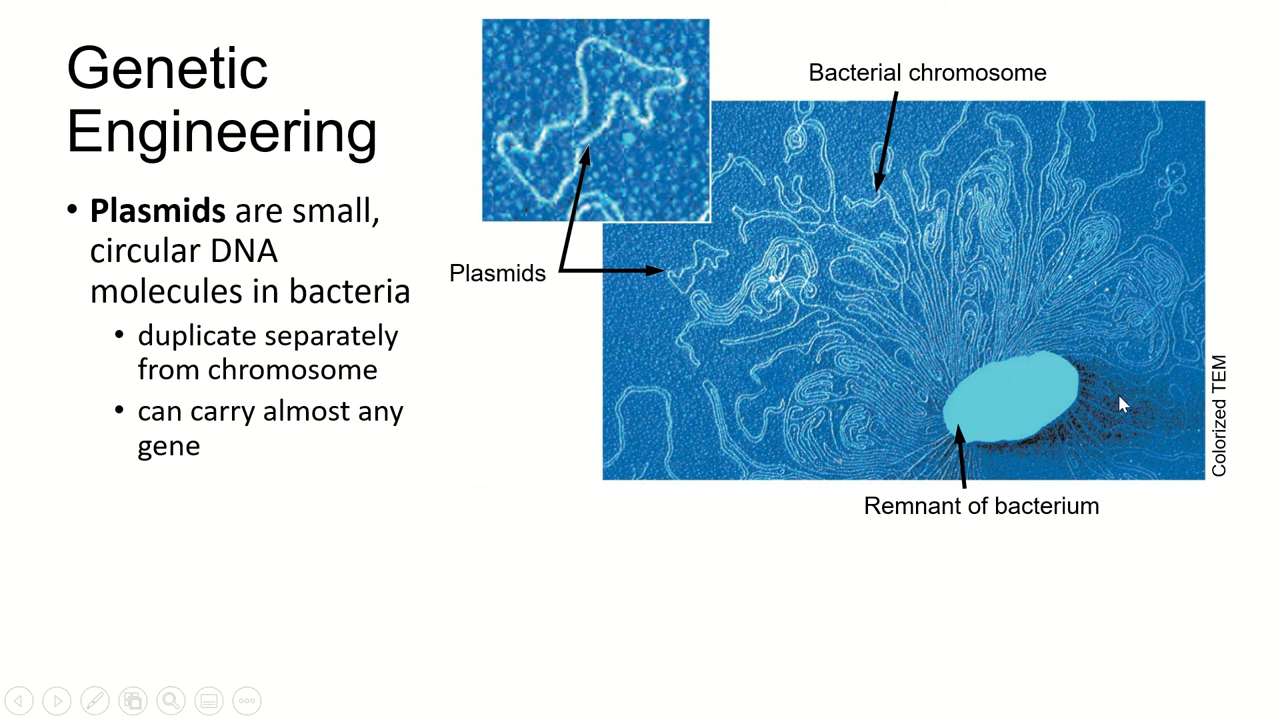 Genetic
Engineering
• Plasmids are small,
circular DNA
molecules in bacteria
• duplicate separately
from chromosome
• can carry almost any
gene
Bacterial chromosome
Plasmids
Colorized TEM
Remnant of bacterium